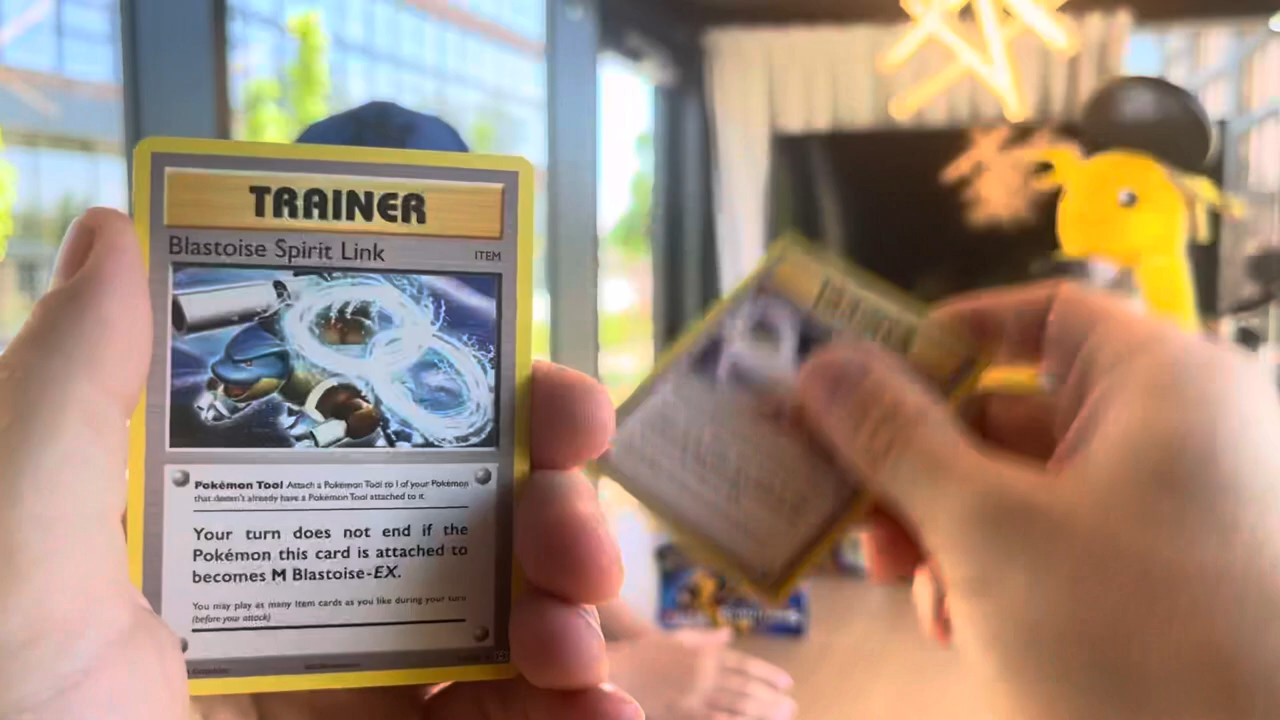 TRAINER
Blastoise Spirit Link
ITEM
Pokémon Tool Attach a Pokémon Tool to 1 of your Pokémon
that doesn't already have a Pokémon Tool attached to it.
Your turn does not end if the
Pokémon this card is attached to
becomes M Blastoise-EX.
You may play as many Item cards as you like during your turn
(before your attack)